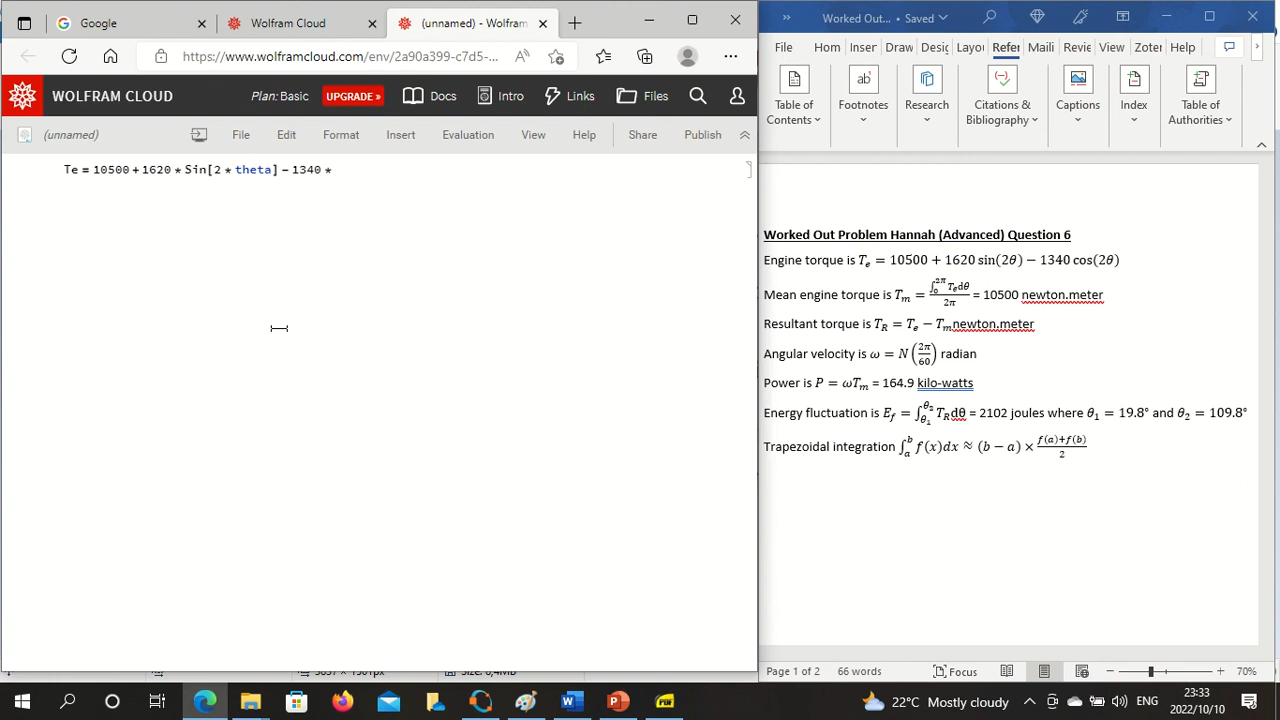 Google
Wolfram Cloud
(unnamed) - Wolfram
https://www.wolframcloud.com/env/2a90a399-c7d5-...
WOLFRAM CLOUD
Plan: Basic
UPGRADE »
Docs
Intro
Links
Files
(unnamed)
File Edit Format Insert Evaluation View Help Share Publish
Te = 10500 + 1620 * Sin[2 * theta] - 1340 *
Worked Out... • Saved
File Hom Inser Draw Desig Layou Refer Maili Revie View Zoter Help
Table of Contents
Footnotes
Research
Citations & Bibliography
Captions
Index
Table of Authorities
Worked Out Problem Hannah (Advanced) Question 6
Engine torque is Tₑ = 10500 + 1620 sin(2θ) − 1340 cos(2θ)
Mean engine torque is Tₘ = ∫₀^2π Tₑdθ / 2π = 10500 newton.meter
Resultant torque is T_R = Tₑ − Tₘnewton.meter
Angular velocity is ω = N(2π/60) radian
Power is P = ωTₘ = 164.9 kilo-watts
Energy fluctuation is E_f = ∫_θ₁^θ₂ T_Rdθ = 2102 joules where θ₁ = 19.8° and θ₂ = 109.8°
Trapezoidal integration ∫ₐᵇ f(x)dx ≈ (b − a) × f(a)+f(b) / 2
Page 1 of 2 66 words Focus 70%
22°C Mostly cloudy
ENG
23:33
2022/10/10